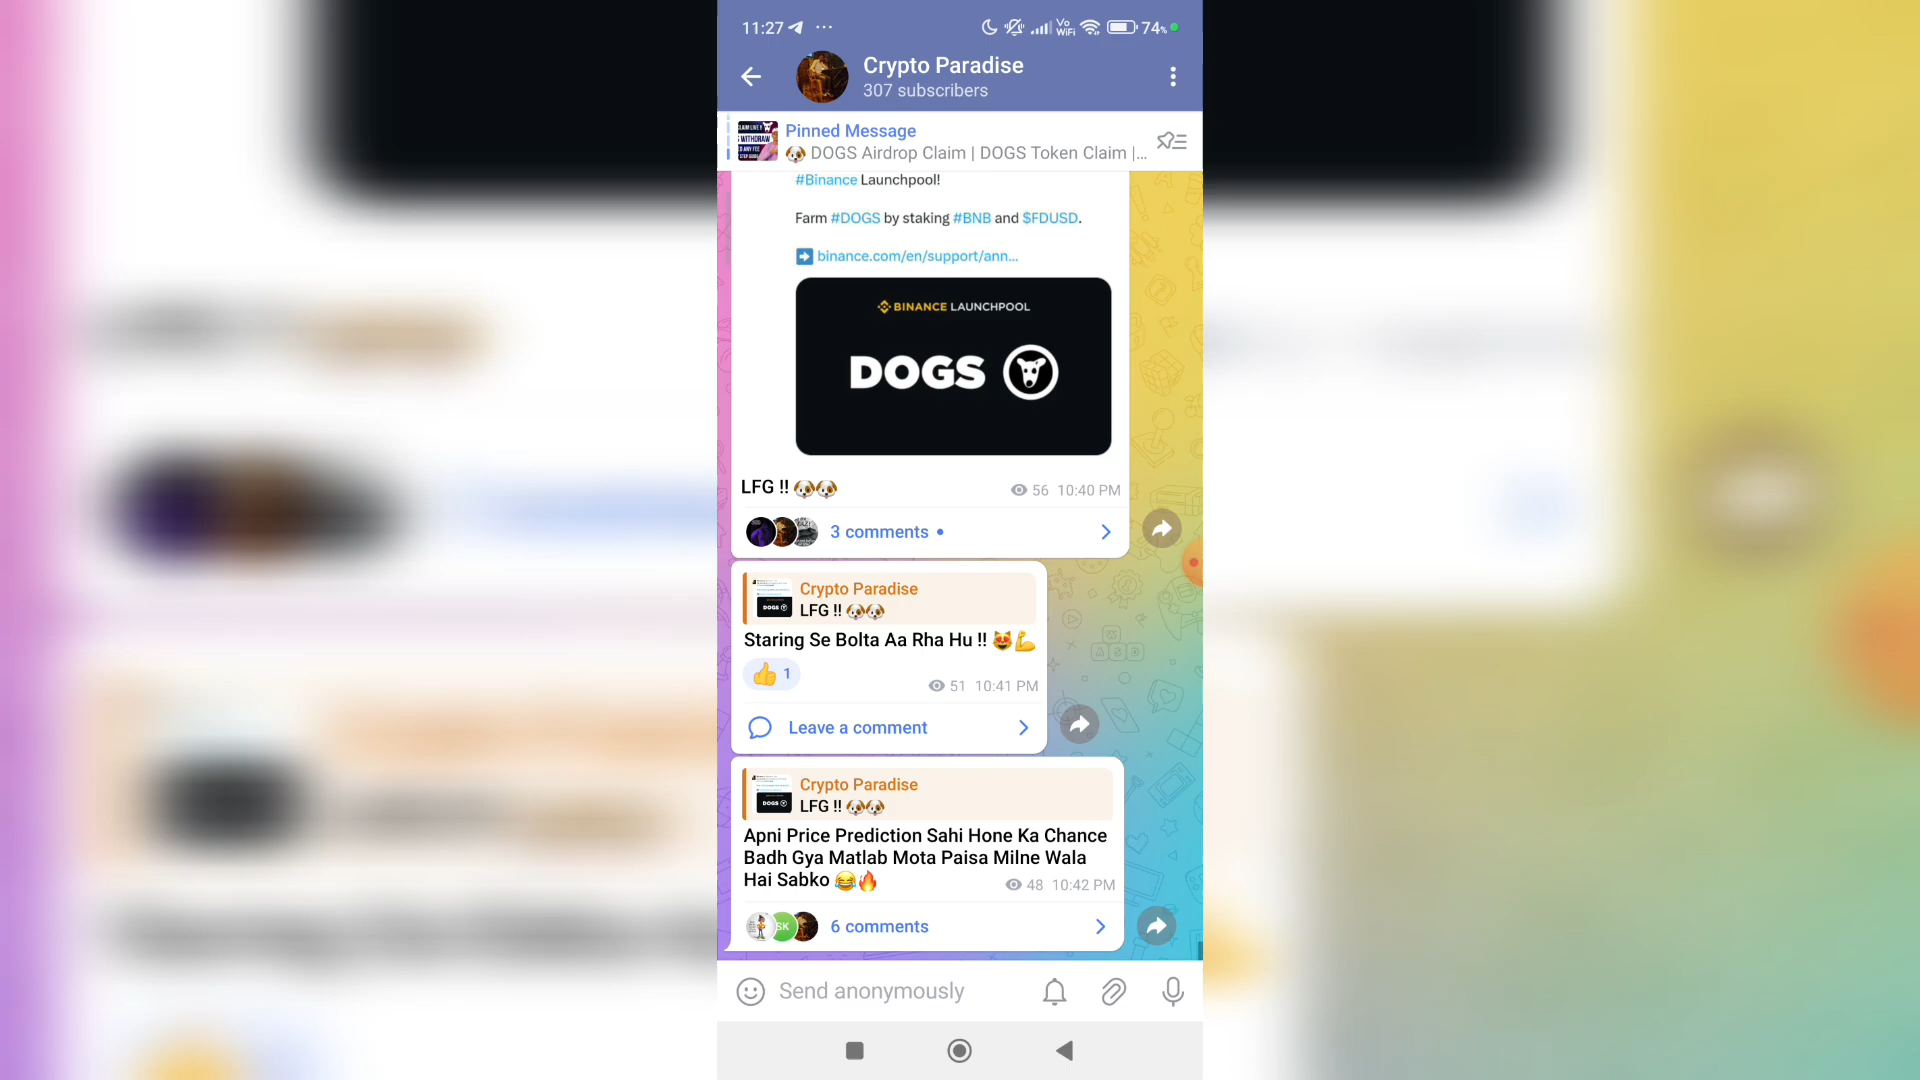 11:27 ··· Vo WiFi 74%
Crypto Paradise
307 subscribers
Pinned Message
🐶 DOGS Airdrop Claim | DOGS Token Claim |...
#Binance Launchpool!
Farm #DOGS by staking #BNB and $FDUSD.
➡️ binance.com/en/support/ann...
BINANCE LAUNCHPOOL
DOGS
LFG !! 🐶🐶
56 10:40 PM
3 comments •
Crypto Paradise
LFG !! 🐶🐶
Staring Se Bolta Aa Rha Hu !! 😻💪
👍 1
51 10:41 PM
Leave a comment
Crypto Paradise
LFG !! 🐶🐶
Apni Price Prediction Sahi Hone Ka Chance
Badh Gya Matlab Mota Paisa Milne Wala
Hai Sabko 😂🔥
48 10:42 PM
SK
6 comments
Send anonymously